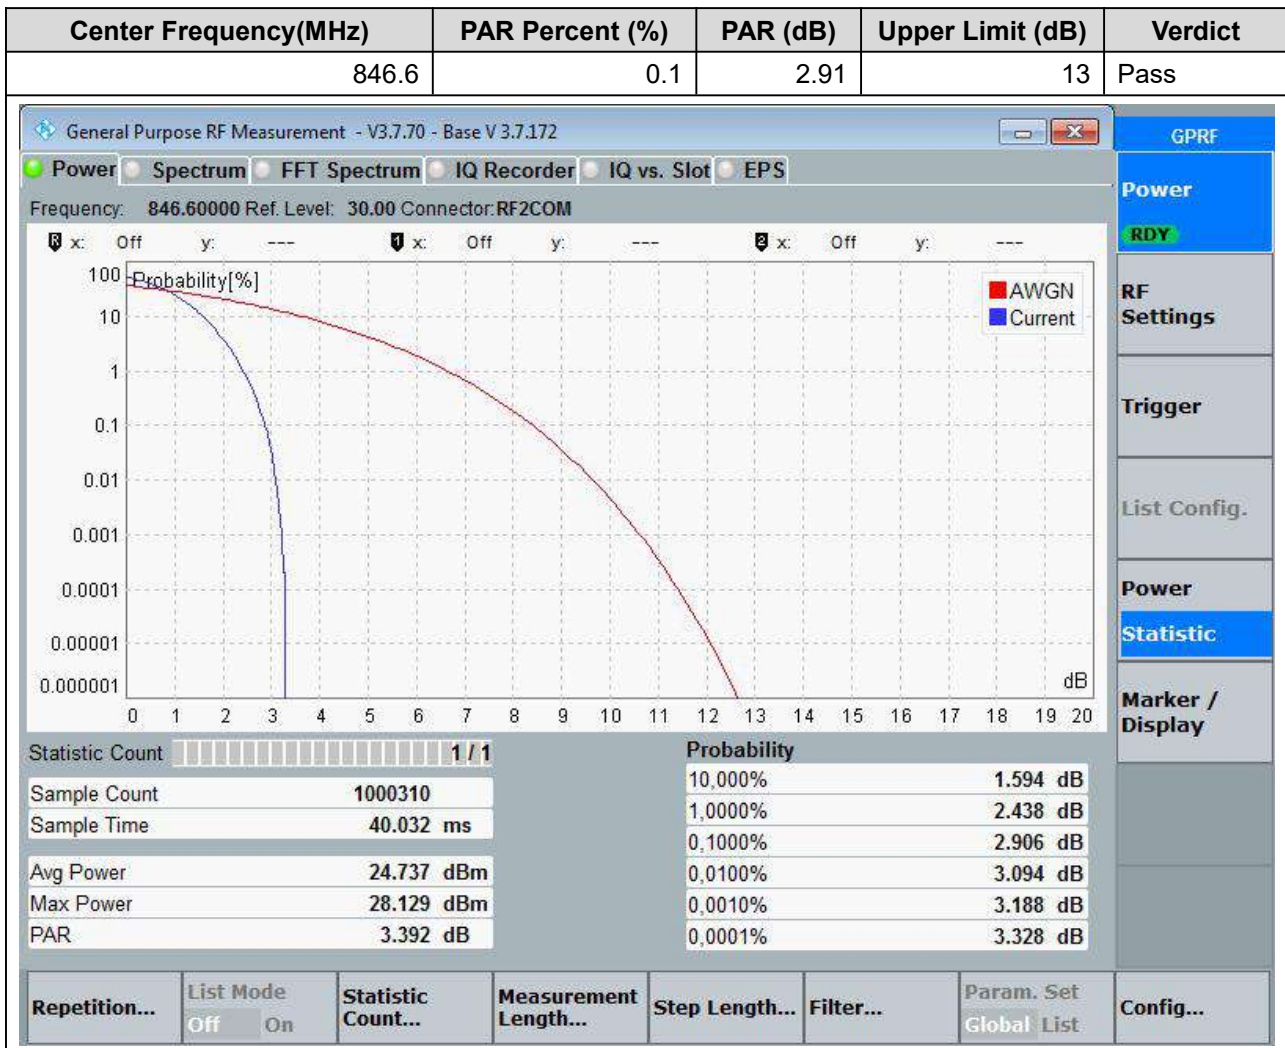 Center Frequency(MHz) PAR Percent (%) PAR (dB) Upper Limit (dB) Verdict
846.6 0.1 2.91 13 Pass
General Purpose RF Measurement - V3.7.70 - Base V 3.7.172
GPRF
Power Spectrum FFT Spectrum IQ Recorder IQ vs. Slot EPS
Power
RDY
Frequency: 846.60000 Ref. Level: 30.00 Connector: RF2COM
R x: Off y: --- 1 x: Off y: --- 2 x: Off y: ---
Probability[%]
100
10
1
0.1
0.01
0.001
0.0001
0.00001
0.000001
AWGN
Current
dB
0 1 2 3 4 5 6 7 8 9 10 11 12 13 14 15 16 17 18 19 20
RF
Settings
Trigger
List Config.
Power
Statistic
Marker /
Display
Statistic Count 1 / 1
Sample Count 1000310
Sample Time 40.032 ms
Avg Power 24.737 dBm
Max Power 28.129 dBm
PAR 3.392 dB
Probability
10,000% 1.594 dB
1,0000% 2.438 dB
0,1000% 2.906 dB
0,0100% 3.094 dB
0,0010% 3.188 dB
0,0001% 3.328 dB
Repetition...
List Mode
Off On
Statistic
Count...
Measurement
Length...
Step Length...
Filter...
Param. Set
Global List
Config...